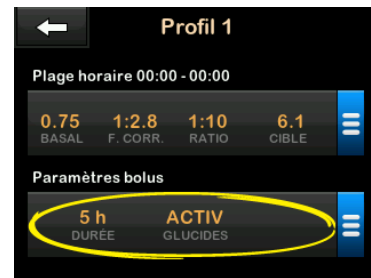 Profil 1
Plage horaire 00:00 - 00:00
0.75 1:2.8 1:10 6.1
BASAL F. CORR. RATIO CIBLE
Paramètres bolus
5 h ACTIV
DURÉE GLUCIDES